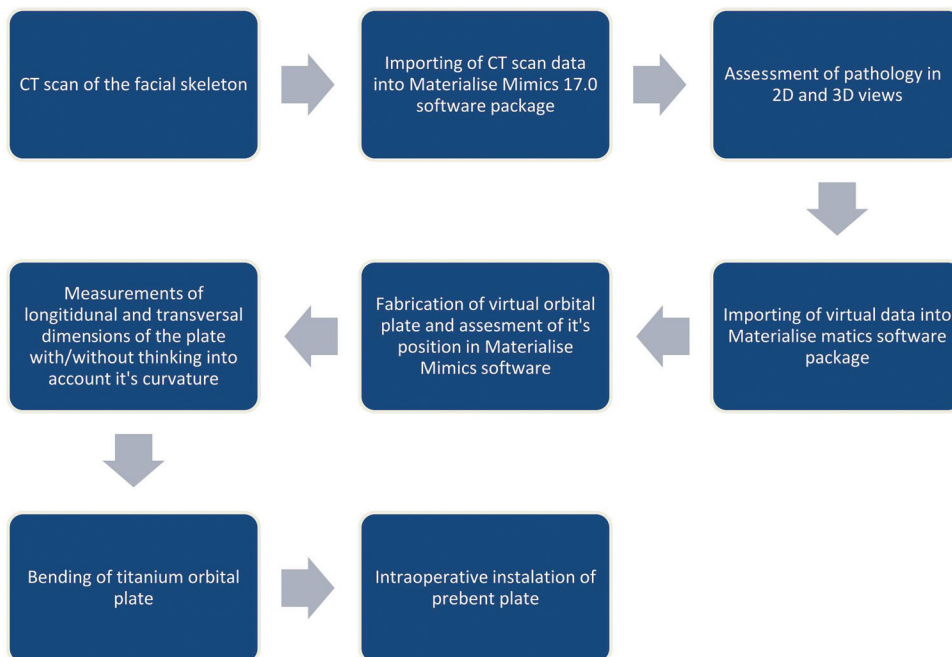 CT scan of the facial skeleton
Importing of CT scan data
into Materialise Mimics 17.0
software package
Assessment of pathology in
2D and 3D views
Importing of virtual data into
Materialise matics software
package
Fabrication of virtual orbital
plate and assesment of it's
position in Materialise
Mimics software
Measurements of
longitidunal and transversal
dimensions of the plate
with/without thinking into
account it's curvature
Bending of titanium orbital
plate
Intraoperative instalation of
prebent plate